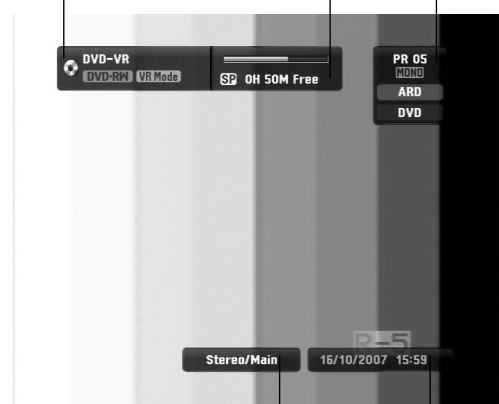 DVD-VR
DVD-RW VR Mode
SP 0H 50M Free
PR 05
MONO
ARD
DVD
R-5
Stereo/Main
16/10/2007 15:59